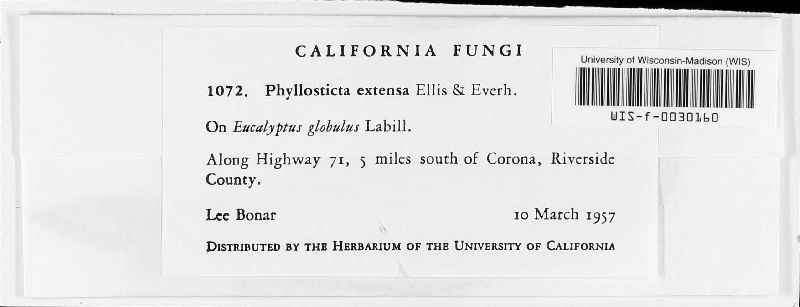 CALIFORNIA FUNGI
University of Wisconsin-Madison (WIS)
WIS-f-0030160
1072. Phyllosticta extensa Ellis & Everh.
On Eucalyptus globulus Labill.
Along Highway 71, 5 miles south of Corona, Riverside
County.
Lee Bonar 10 March 1957
DISTRIBUTED BY THE HERBARIUM OF THE UNIVERSITY OF CALIFORNIA